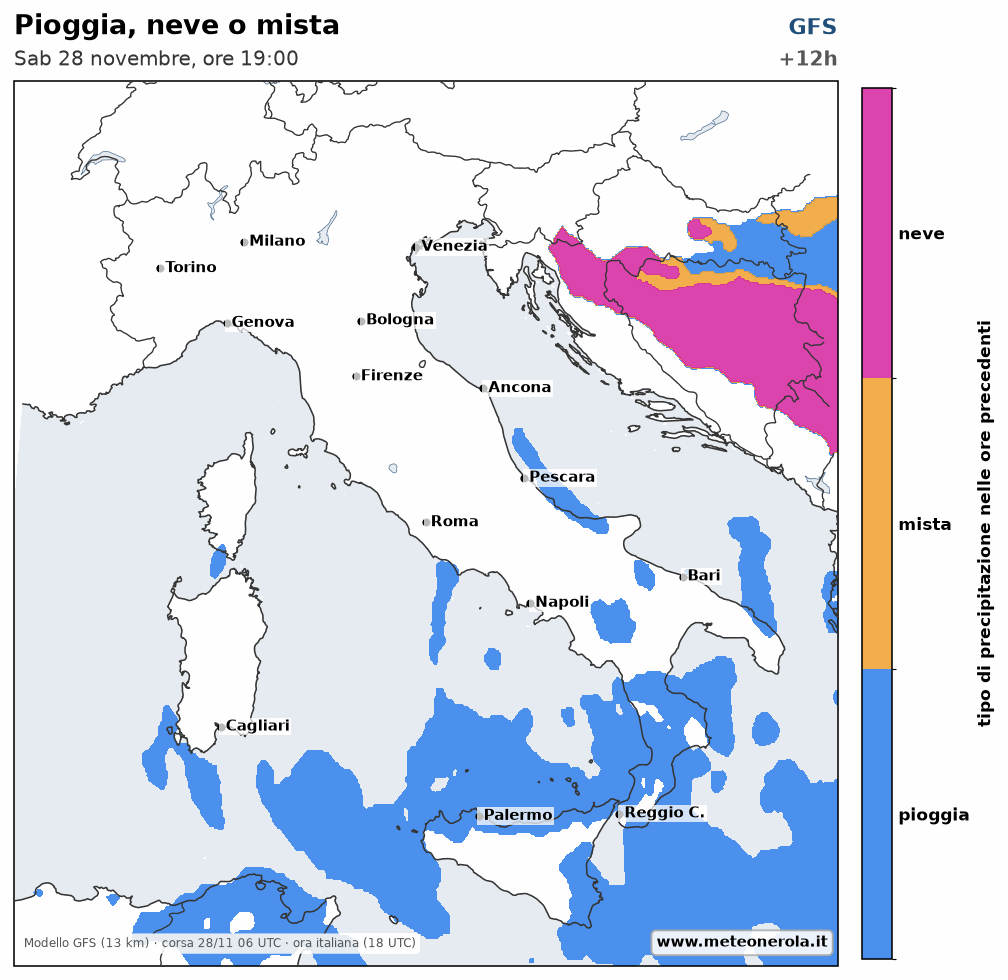 Pioggia, neve o mista
GFS
Sab 28 novembre, ore 19:00
+12h
neve
Milano
Venezia
Torino
Bologna
Genova
Firenze
Ancona
Pescara
Roma
mista
Bari
Napoli
tipo di precipitazione nelle ore precedenti
Cagliari
Palermo
Reggio C.
pioggia
Modello GFS (13 km) · corsa 28/11 06 UTC · ora italiana (18 UTC)
www.meteonerola.it